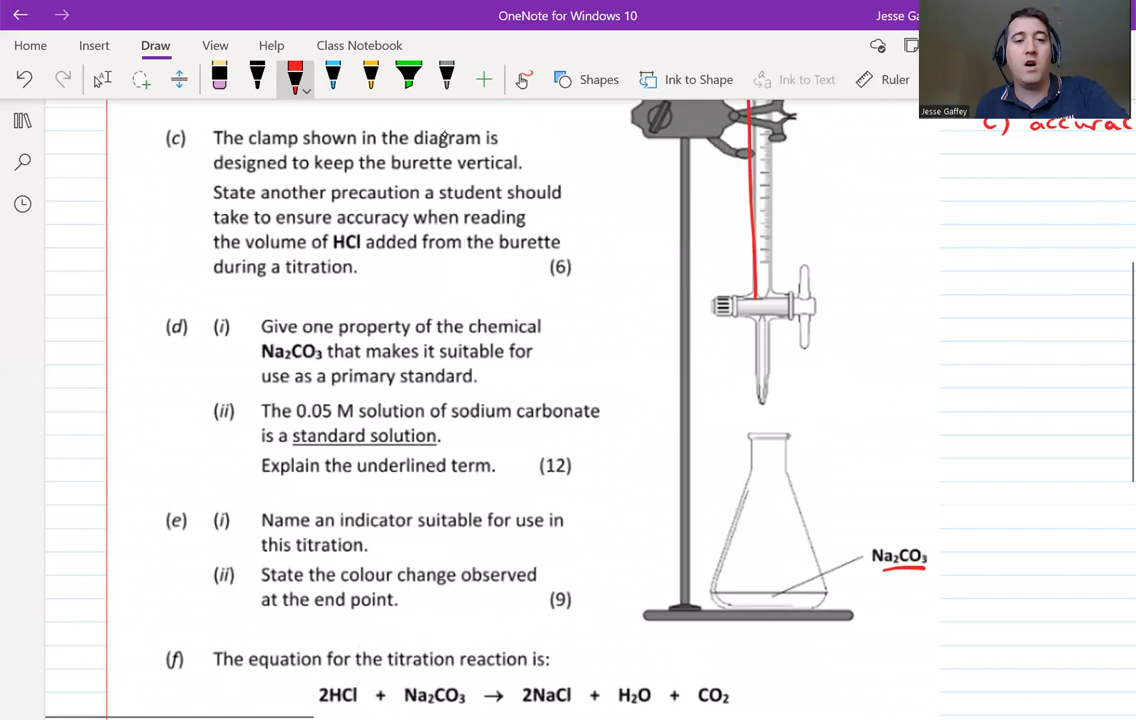 OneNote for Windows 10
Jesse Ga
Home Insert Draw View Help Class Notebook
Shapes Ink to Shape Ink to Text Ruler
Jesse Gaffey
c) accurac
(c) The clamp shown in the diagram is
designed to keep the burette vertical.
State another precaution a student should
take to ensure accuracy when reading
the volume of HCl added from the burette
during a titration. (6)
(d) (i) Give one property of the chemical
Na₂CO₃ that makes it suitable for
use as a primary standard.
(ii) The 0.05 M solution of sodium carbonate
is a standard solution.
Explain the underlined term. (12)
(e) (i) Name an indicator suitable for use in
this titration.
Na₂CO₃
(ii) State the colour change observed
at the end point. (9)
(f) The equation for the titration reaction is:
2HCl + Na₂CO₃ → 2NaCl + H₂O + CO₂